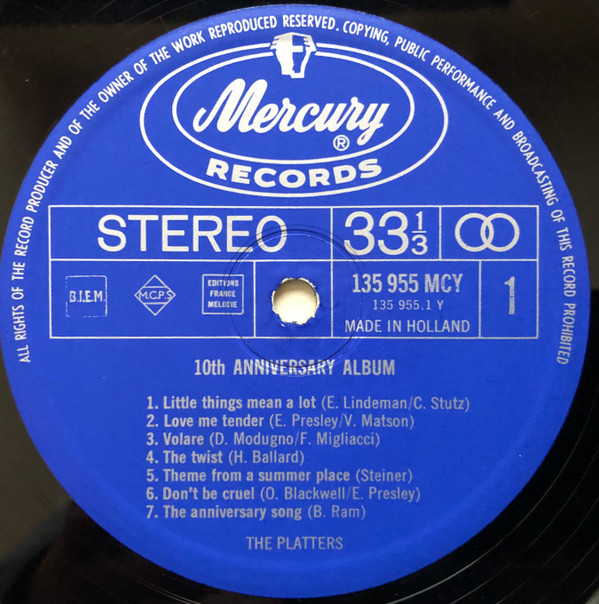 ALL RIGHTS OF THE RECORD PRODUCER AND OF THE OWNER OF THE WORK REPRODUCED RESERVED. COPYING, PUBLIC PERFORMANCE AND BROADCASTING OF THIS RECORD PROHIBITED
Mercury ®
RECORDS
STEREO 33 1/3
B.I.E.M. M.C.P.S EDITIONS FRANCE MELODIE 135 955 MCY 1
135 955.1 Y
MADE IN HOLLAND
10th ANNIVERSARY ALBUM
1. Little things mean a lot (E. Lindeman/C. Stutz)
2. Love me tender (E. Presley/V. Matson)
3. Volare (D. Modugno/F. Migliacci)
4. The twist (H. Ballard)
5. Theme from a summer place (Steiner)
6. Don't be cruel (O. Blackwell/E. Presley)
7. The anniversary song (B. Ram)
THE PLATTERS